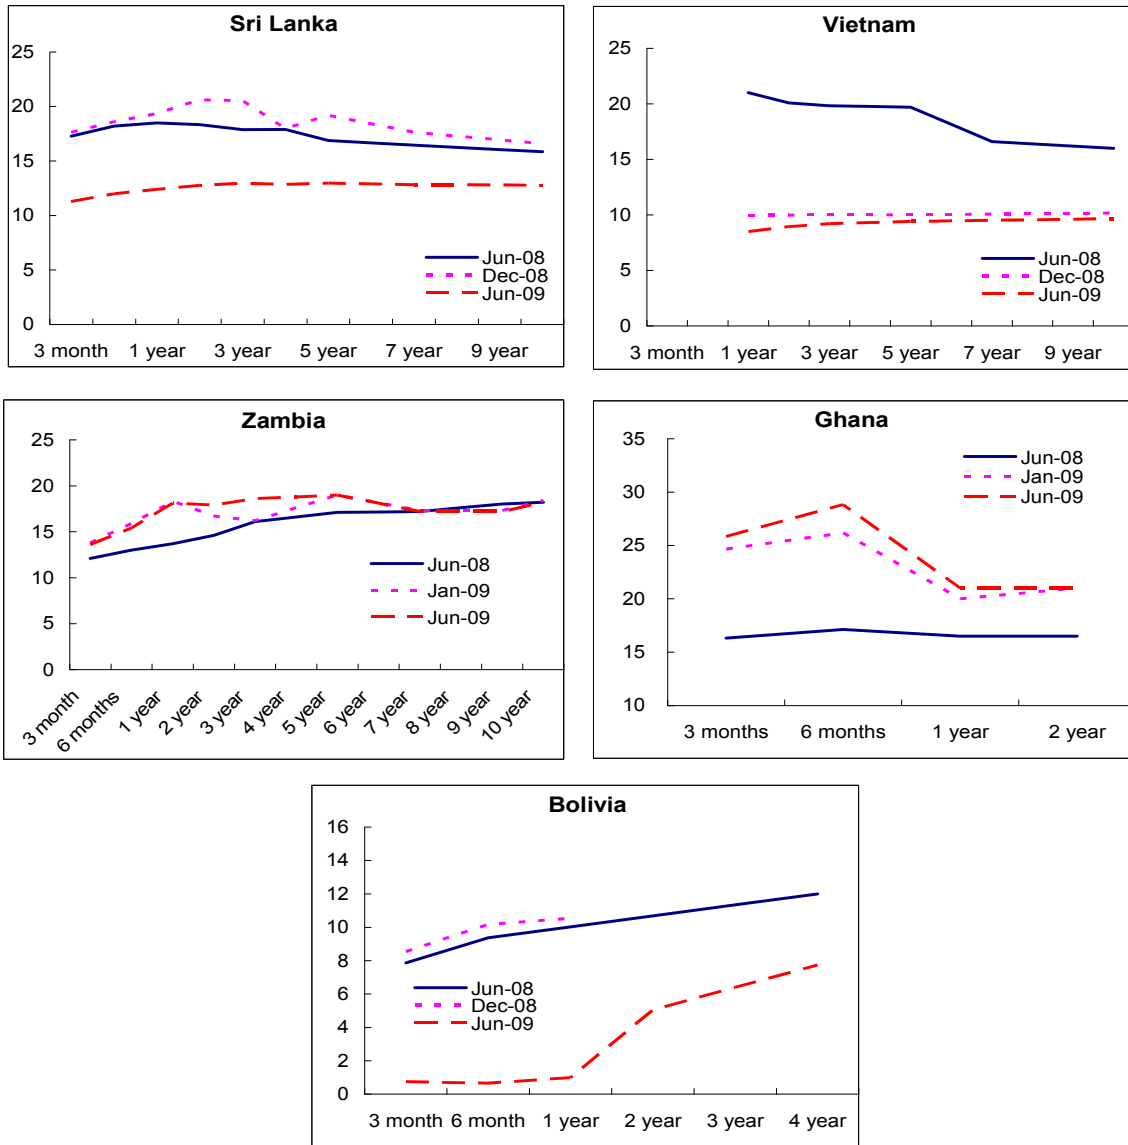 Sri Lanka
25
20
15
10
5
0
Jun-08
Dec-08
Jun-09
3 month 1 year 3 year 5 year 7 year 9 year
Vietnam
25
20
15
10
5
0
Jun-08
Dec-08
Jun-09
3 month 1 year 3 year 5 year 7 year 9 year
Zambia
25
20
15
10
5
0
Jun-08
Jan-09
Jun-09
3 month 6 months 1 year 2 year 3 year 4 year 5 year 6 year 7 year 8 year 9 year 10 year
Ghana
35
30
25
20
15
10
Jun-08
Jan-09
Jun-09
3 months 6 months 1 year 2 year
Bolivia
16
14
12
10
8
6
4
2
0
Jun-08
Dec-08
Jun-09
3 month 6 month 1 year 2 year 3 year 4 year